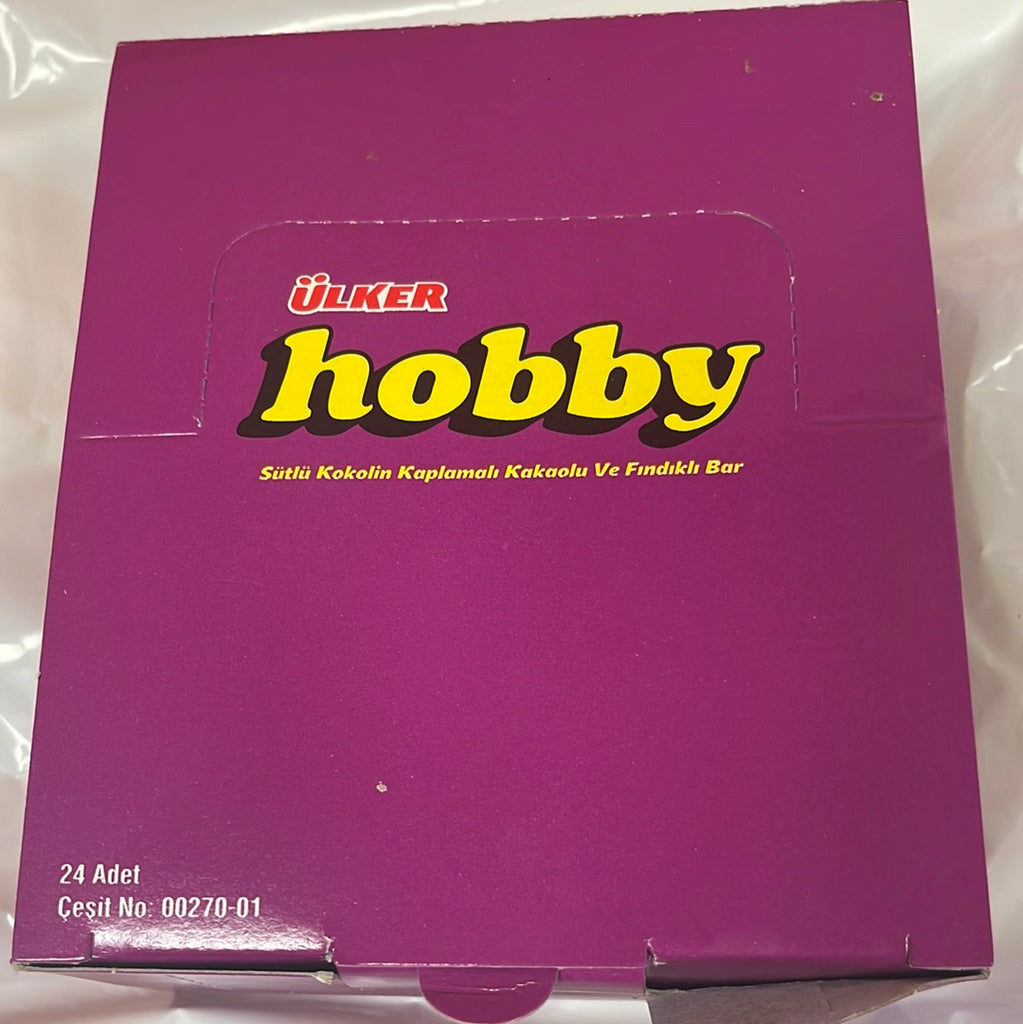 ÜLKER
hobby
Sütlü Kokolin Kaplamalı Kakaolu Ve Fındıklı Bar
24 Adet
Çeşit No: 00270-01